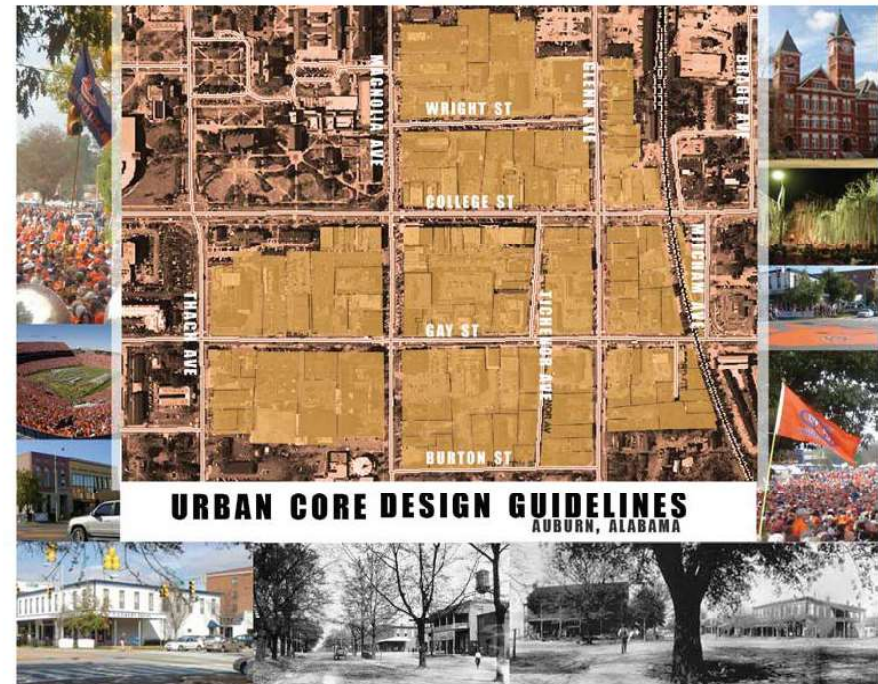 MAGNOLIA AVE
GLENN AVE
BRAGG AVE
WRIGHT ST
COLLEGE ST
THACH AVE
TICHENOR AVE
MITCHAM AVE
GAY ST
BURTON ST
URBAN CORE DESIGN GUIDELINES
AUBURN, ALABAMA